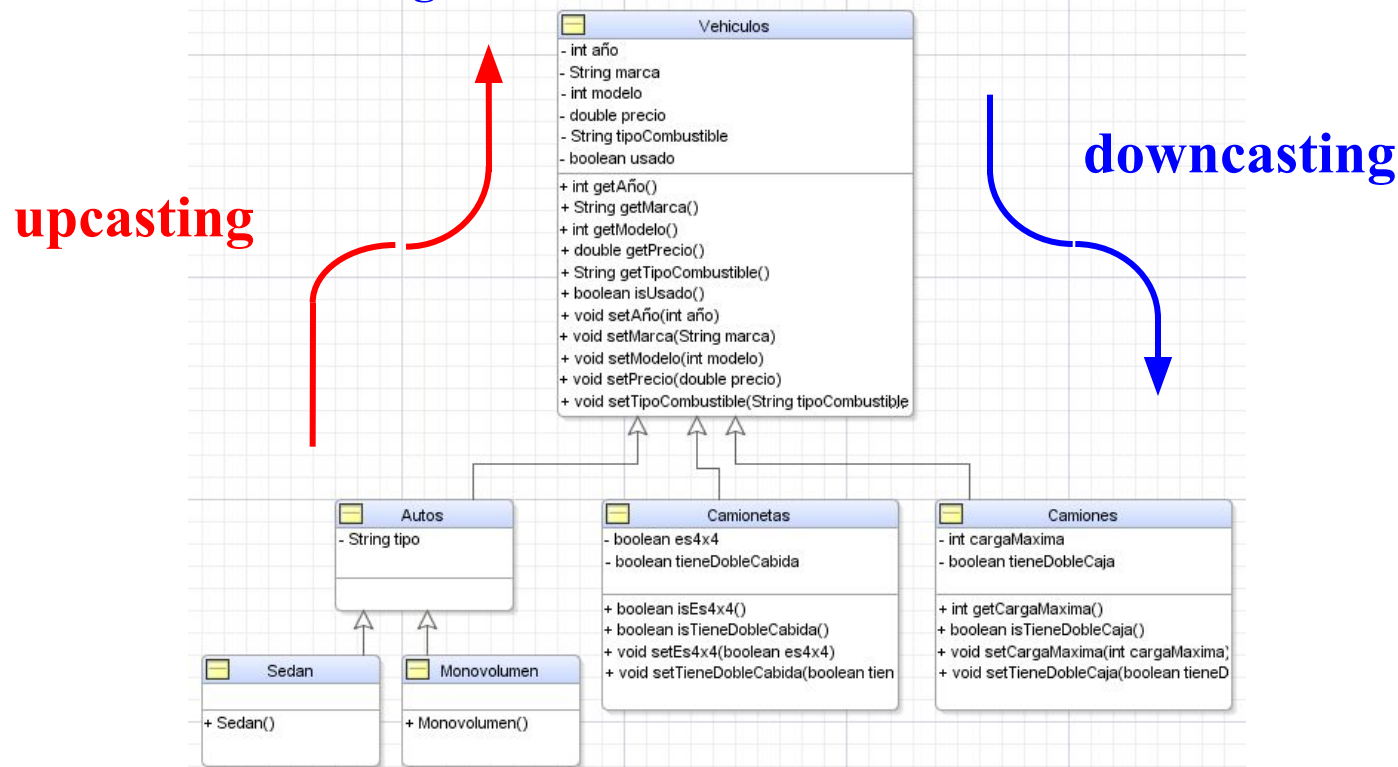 Vehiculos
- int año
- String marca
- int modelo
- double precio
- String tipoCombustible
- boolean usado
+ int getAño()
+ String getMarca()
+ int getModelo()
+ double getPrecio()
+ String getTipoCombustible()
+ boolean isUsado()
+ void setAño(int año)
+ void setMarca(String marca)
+ void setModelo(int modelo)
+ void setPrecio(double precio)
+ void setTipoCombustible(String tipoCombustible
upcasting
downcasting
Autos
- String tipo
Camionetas
- boolean es4x4
- boolean tieneDobleCabida
+ boolean isEs4x4()
+ boolean isTieneDobleCabida()
+ void setEs4x4(boolean es4x4)
+ void setTieneDobleCabida(boolean tien
Camiones
- int cargaMaxima
- boolean tieneDobleCaja
+ int getCargaMaxima()
+ boolean isTieneDobleCaja()
+ void setCargaMaxima(int cargaMaxima)
+ void setTieneDobleCaja(boolean tieneD
Sedan
+ Sedan()
Monovolumen
+ Monovolumen()